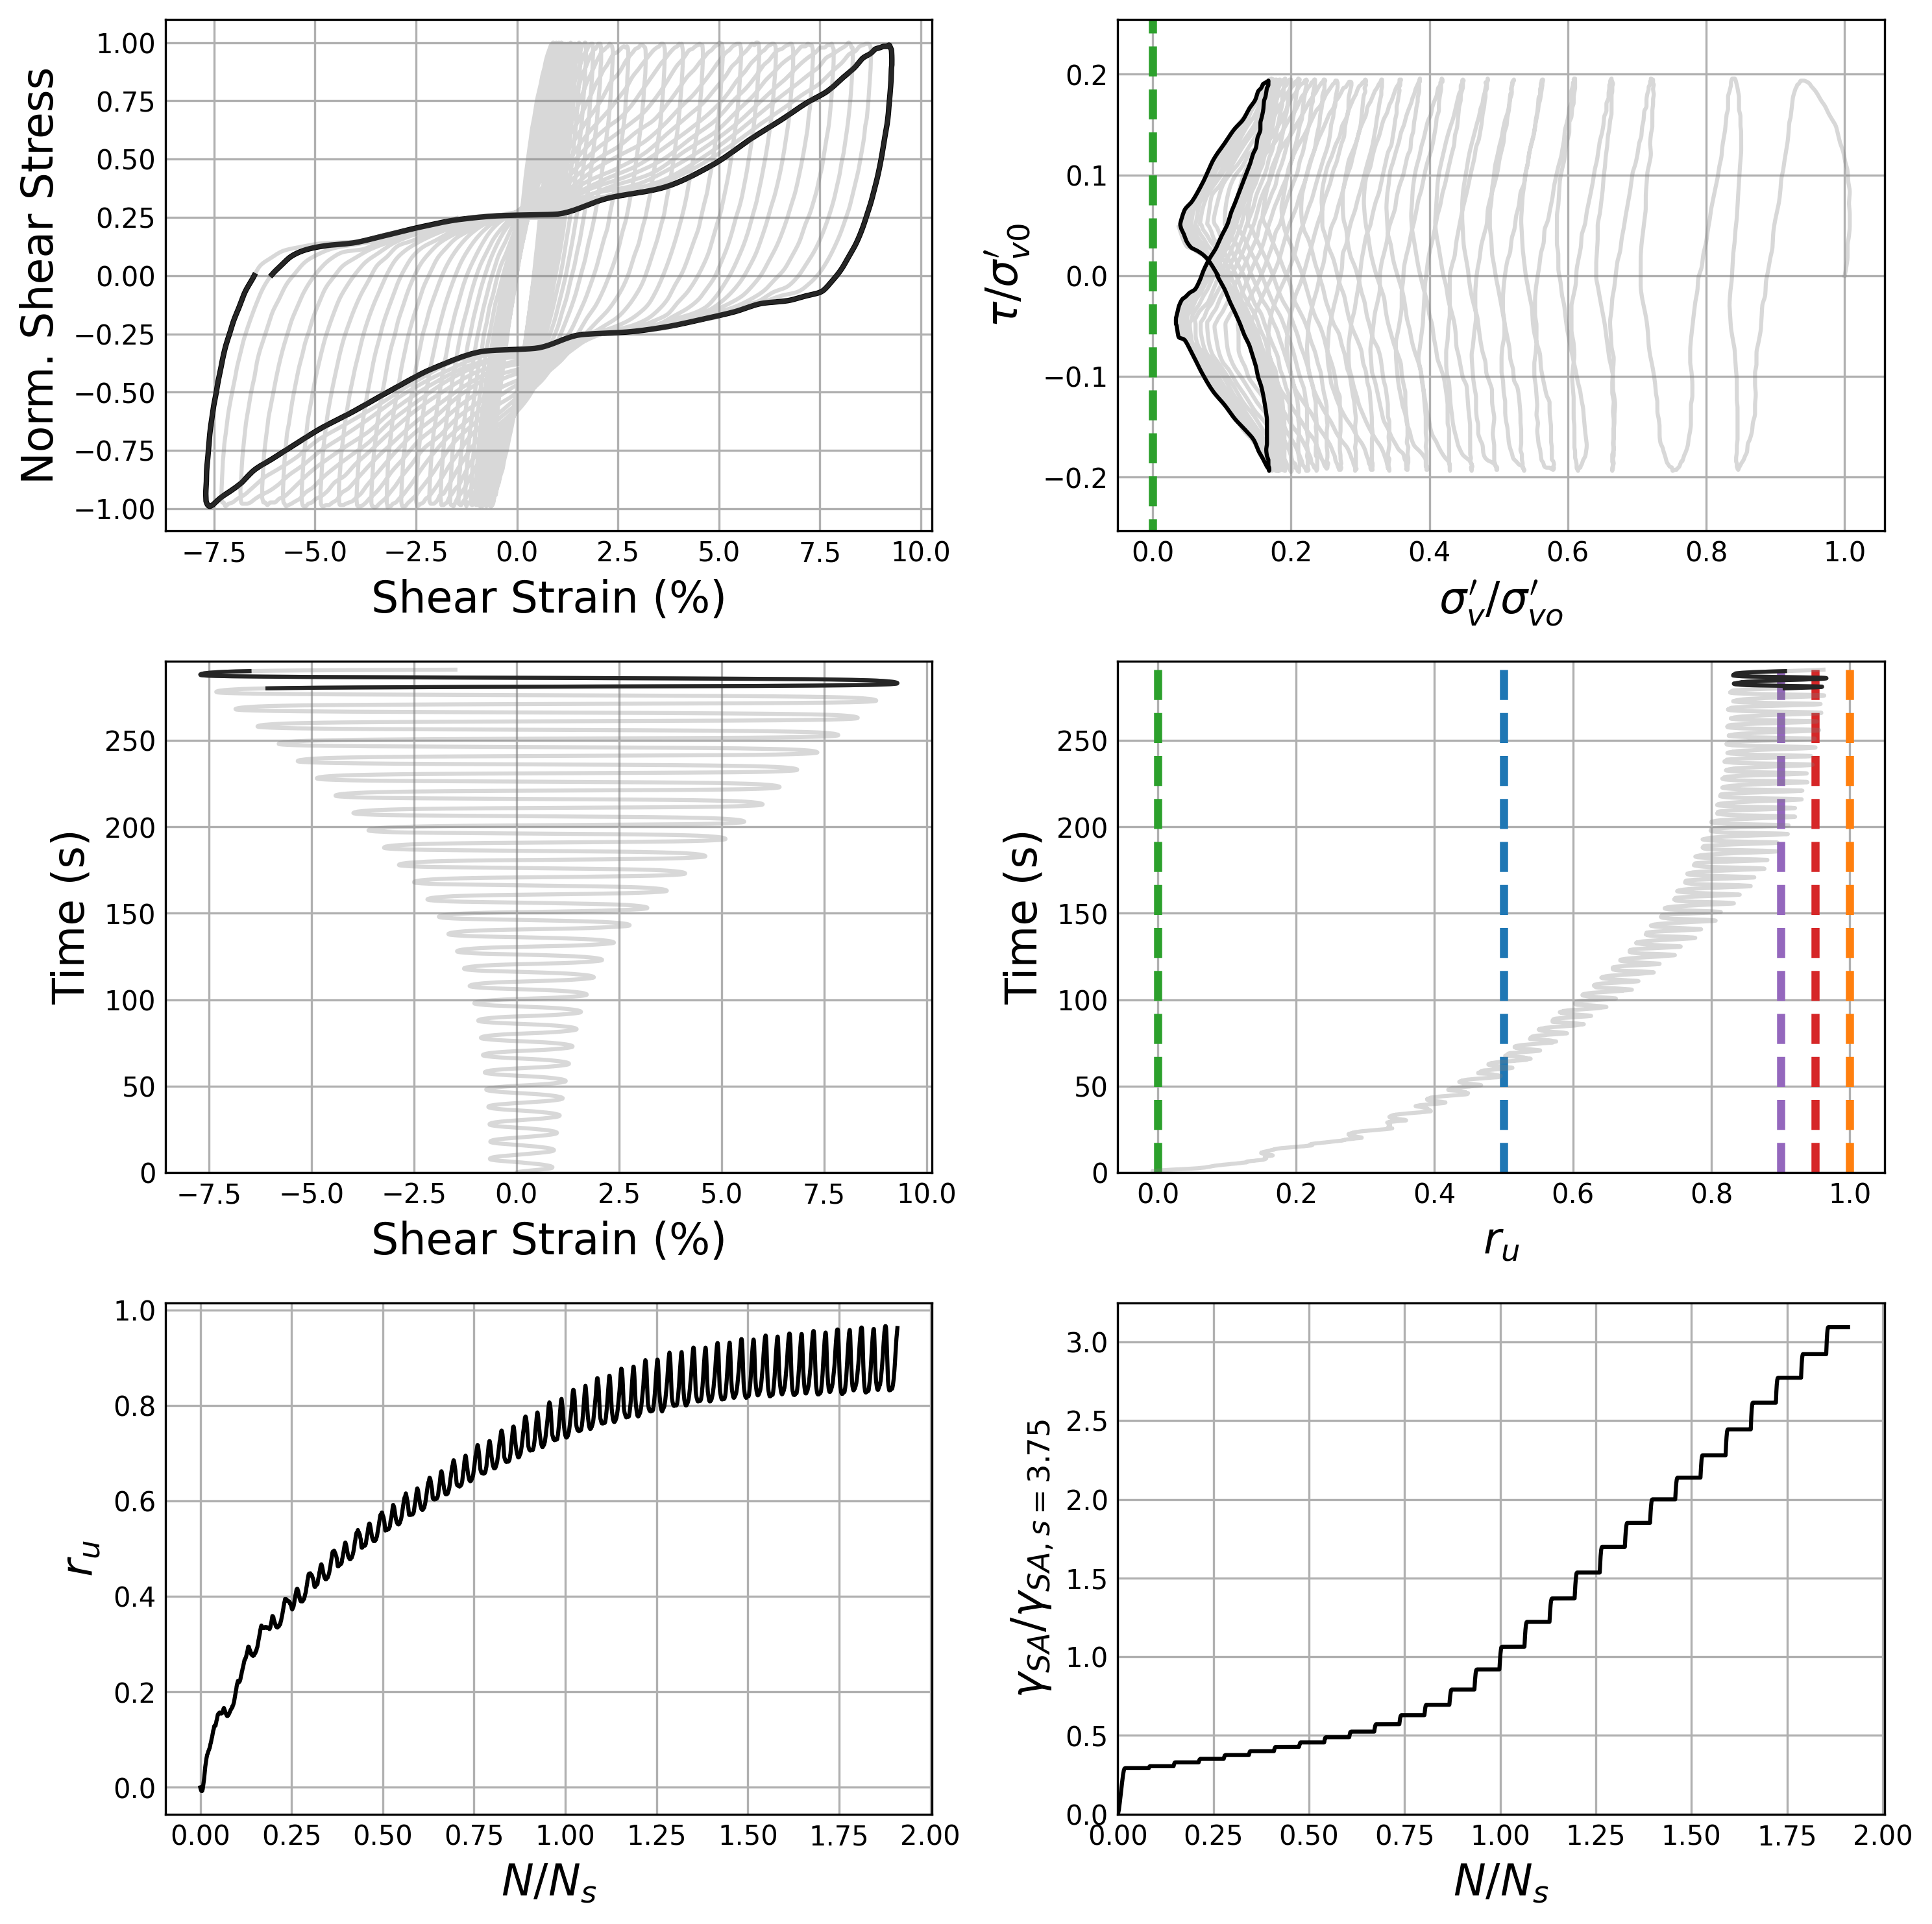 1.00
0.75
0.50
0.25
0.00
−0.25
−0.50
−0.75
−1.00
Norm. Shear Stress
−7.5 −5.0 −2.5 0.0 2.5 5.0 7.5 10.0
Shear Strain (%)
0.2
0.1
0.0
−0.1
−0.2
τ/σ′v0
0.0 0.2 0.4 0.6 0.8 1.0
σ′v/σ′vo
250
200
150
100
50
0
Time (s)
−7.5 −5.0 −2.5 0.0 2.5 5.0 7.5 10.0
Shear Strain (%)
250
200
150
100
50
0
Time (s)
0.0 0.2 0.4 0.6 0.8 1.0
ru
1.0
0.8
0.6
0.4
0.2
0.0
ru
0.00 0.25 0.50 0.75 1.00 1.25 1.50 1.75 2.00
N/Ns
3.0
2.5
2.0
1.5
1.0
0.5
0.0
γSA/γSA, s = 3.75
0.00 0.25 0.50 0.75 1.00 1.25 1.50 1.75 2.00
N/Ns